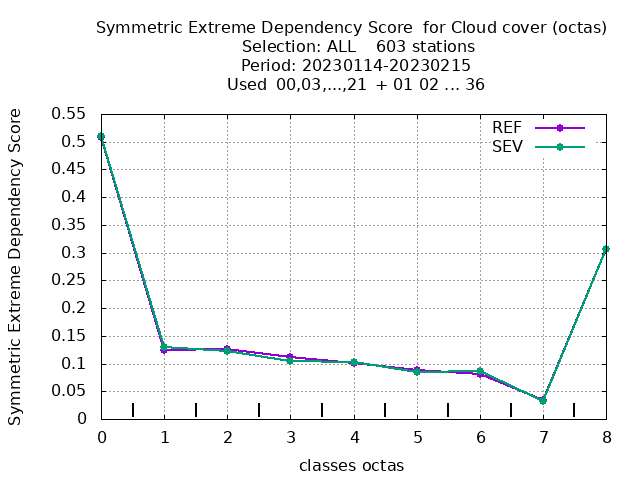 Symmetric Extreme Dependency Score  for Cloud cover (octas)
Selection: ALL    603 stations
Period: 20230114-20230215
Used  00,03,...,21  + 01 02 ... 36
Symmetric Extreme Dependency Score
0.55
0.5
0.45
0.4
0.35
0.3
0.25
0.2
0.15
0.1
0.05
0
REF
SEV
0 1 2 3 4 5 6 7 8
classes octas